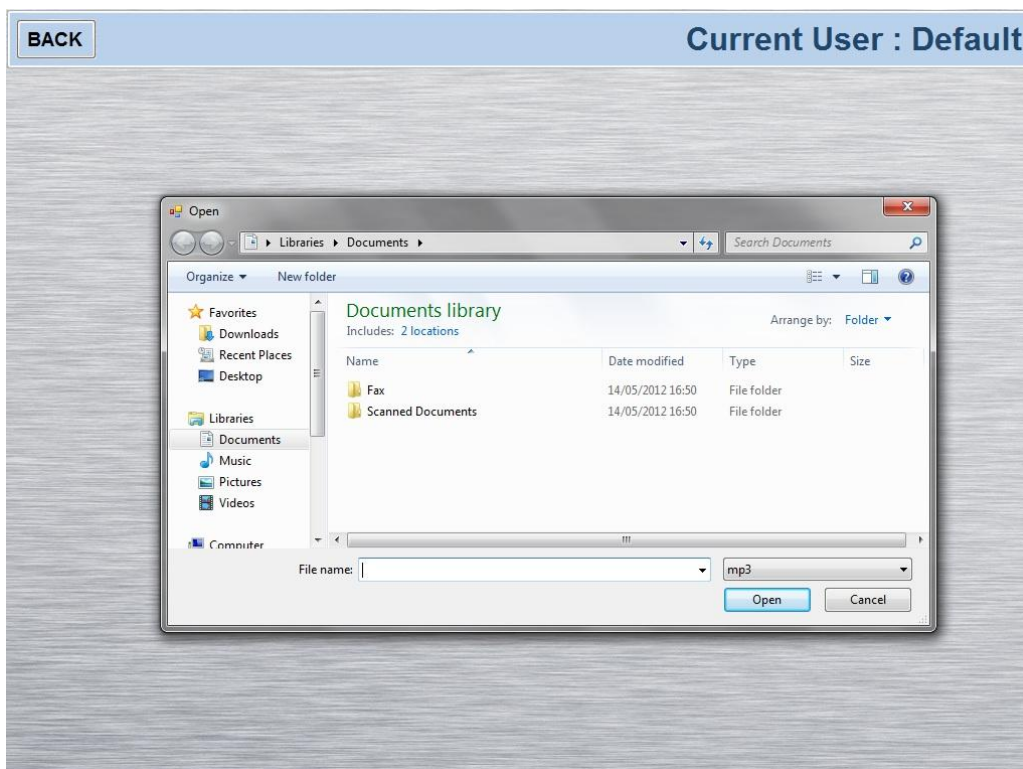 BACK
Current User : Default
Open
Libraries Documents
Search Documents
Organize New folder
Favorites
Downloads
Recent Places
Desktop
Libraries
Documents
Music
Pictures
Videos
Computer
Documents library
Includes: 2 locations
Arrange by: Folder
Name Date modified Type Size
Fax 14/05/2012 16:50 File folder
Scanned Documents 14/05/2012 16:50 File folder
File name: mp3
Open Cancel